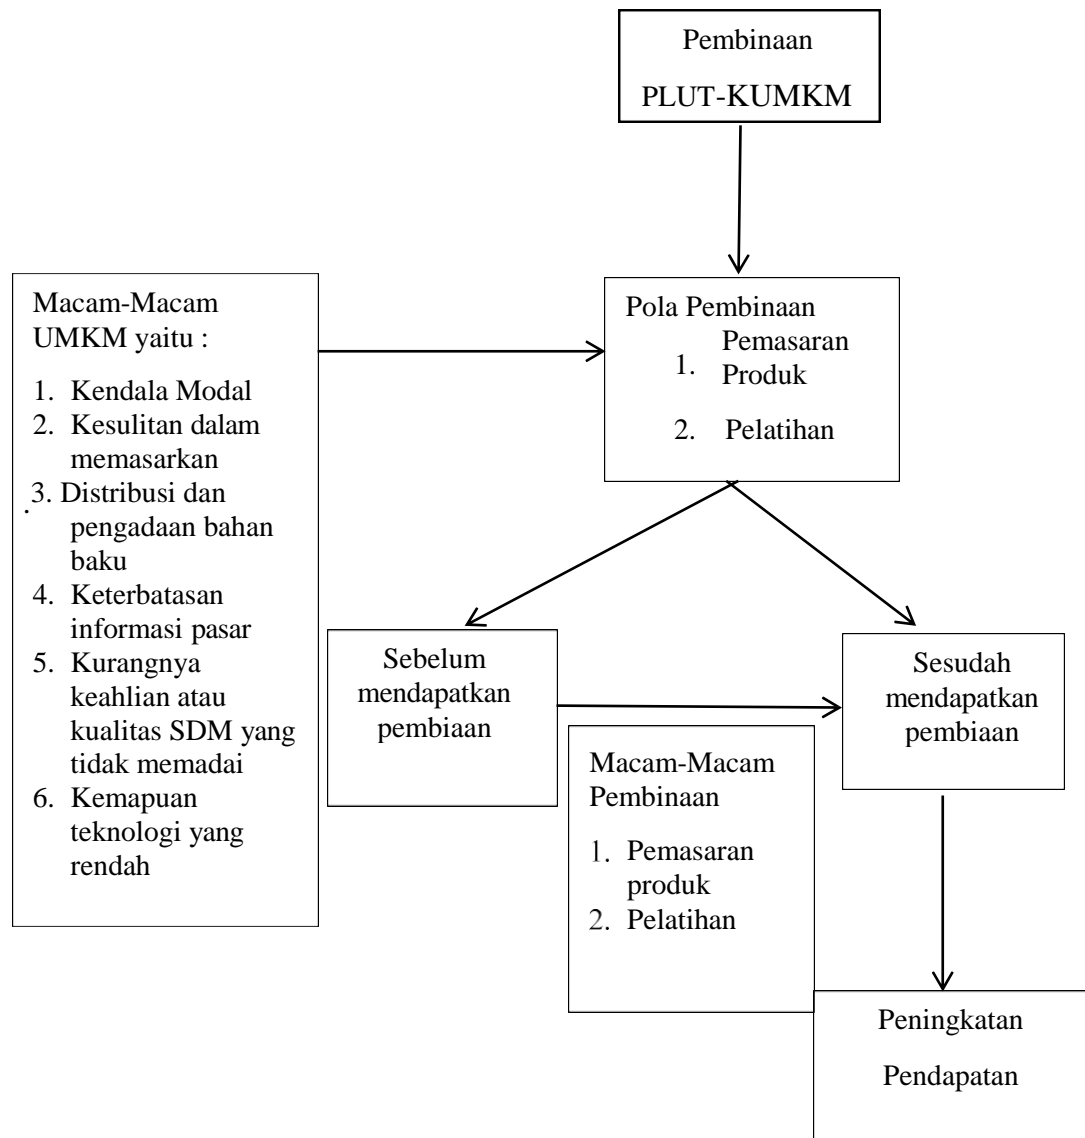 Pembinaan
PLUT-KUMKM
Macam-Macam
UMKM yaitu :
1. Kendala Modal
2. Kesulitan dalam
memasarkan
3. Distribusi dan
.
pengadaan bahan
baku
4. Keterbatasan
informasi pasar
5. Kurangnya
keahlian atau
kualitas SDM yang
tidak memadai
6. Kemapuan
teknologi yang
rendah
Pola Pembinaan
1. Pemasaran
Produk
2. Pelatihan
Sebelum
mendapatkan
pembiaan
Macam-Macam
Pembinaan
1. Pemasaran
produk
2. Pelatihan
Sesudah
mendapatkan
pembiaan
Peningkatan
Pendapatan